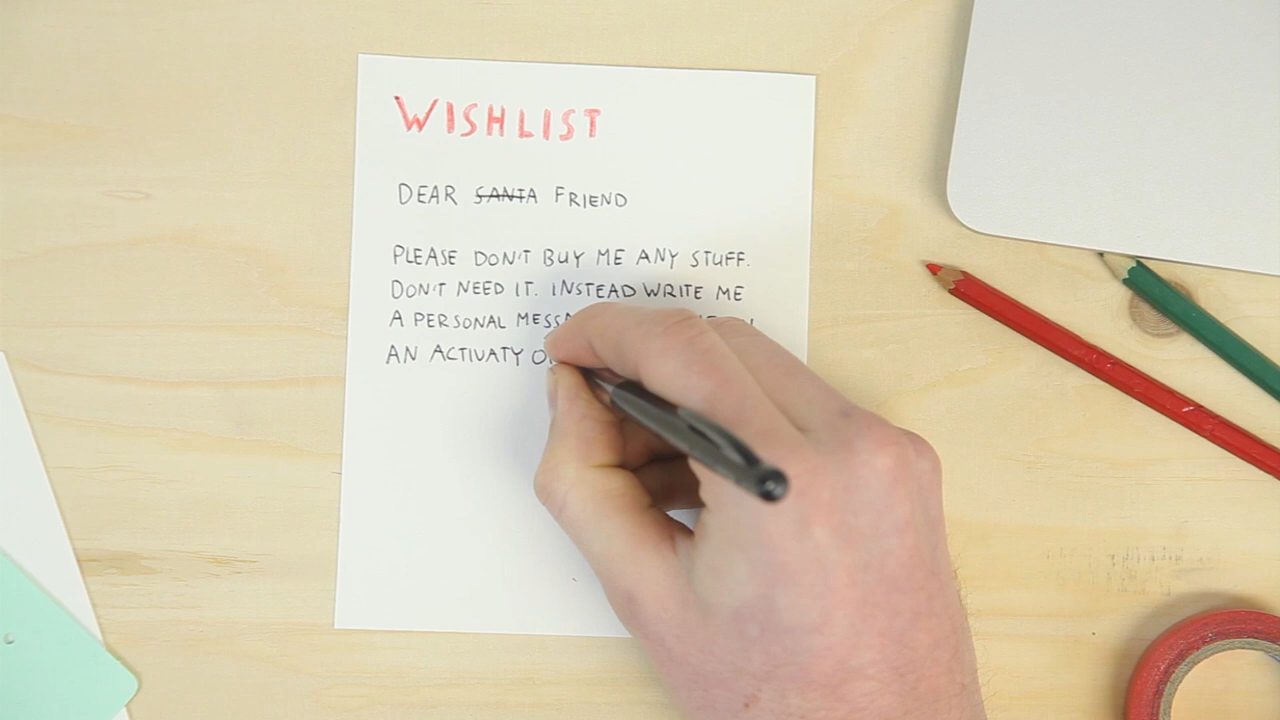 WISHLIST
DEAR SANTA FRIEND
PLEASE DON'T BUY ME ANY STUFF.
DON'T NEED IT. INSTEAD WRITE ME
A PERSONAL
AN ACTIVATY